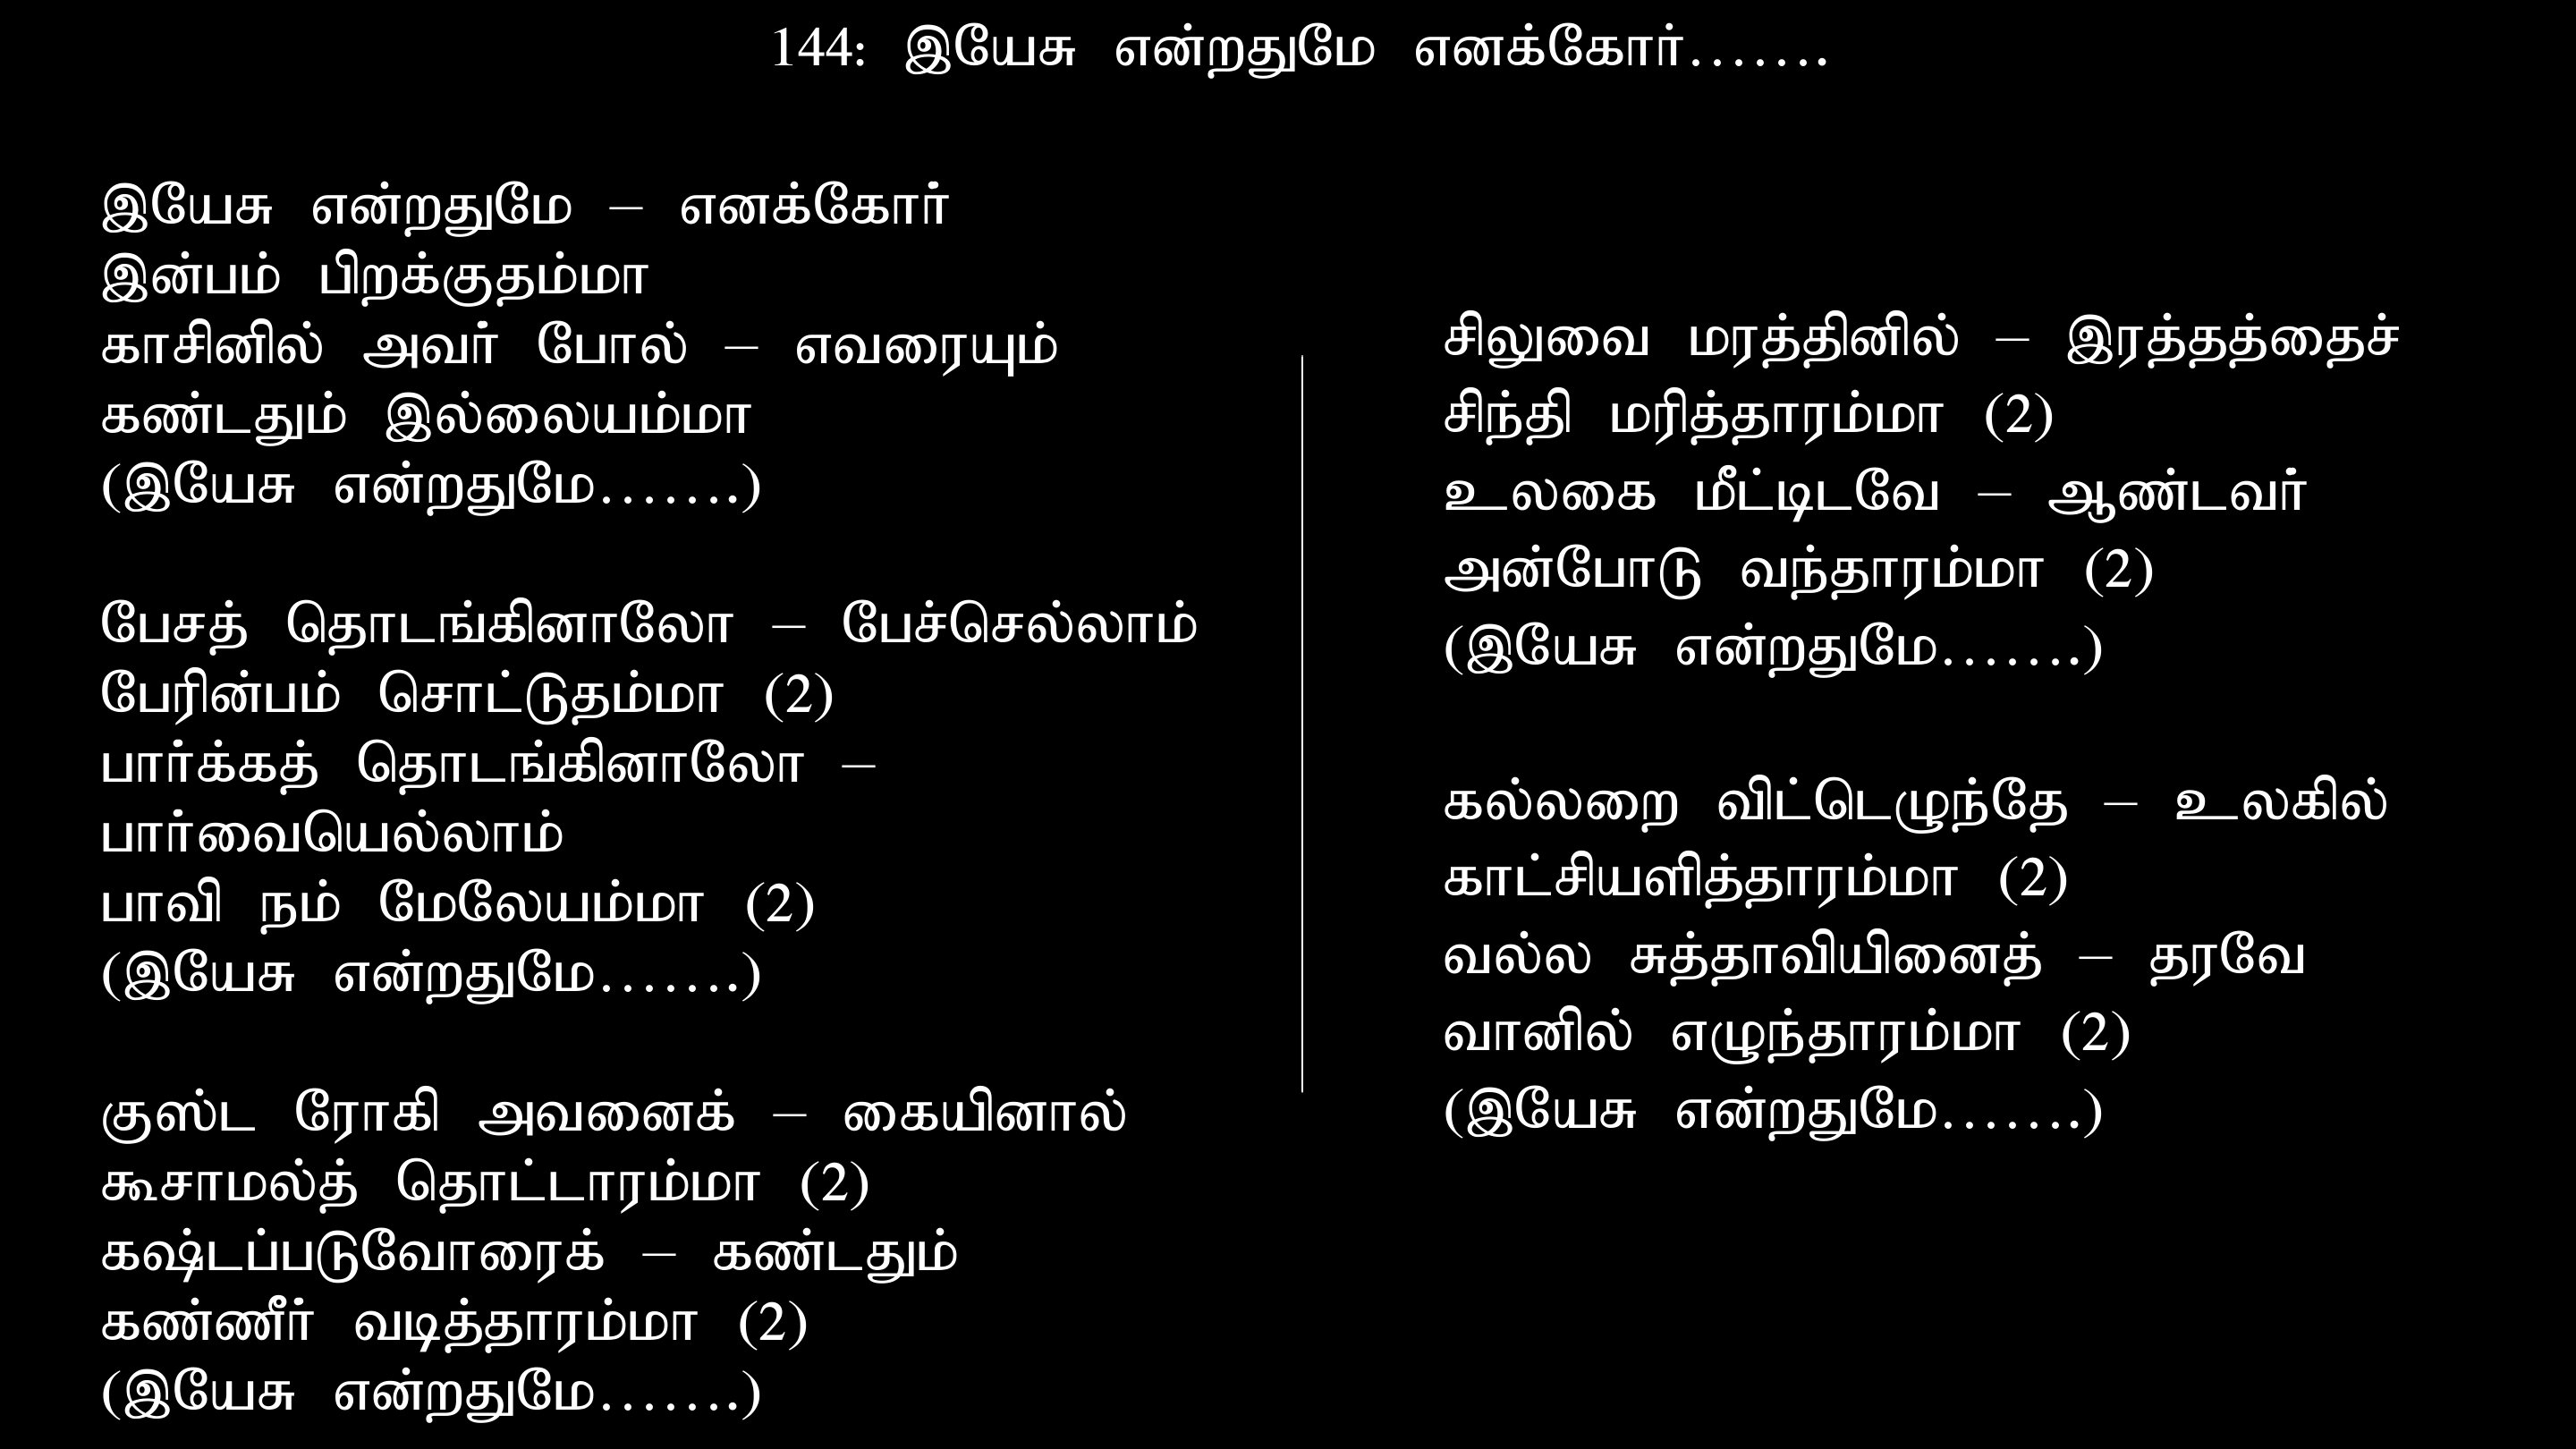 144: இயேசு என்றதுமே எனக்கோர்.......
இயேசு என்றதுமே – எனக்கோர்
இன்பம் பிறக்குதம்மா
காசினில் அவர் போல் – எவரையும்
கண்டதும் இல்லையம்மா
(இயேசு என்றதுமே.......)
பேசத் தொடங்கினாலோ – பேச்செல்லாம்
பேரின்பம் சொட்டுதம்மா (2)
பார்க்கத் தொடங்கினாலோ –
பார்வையெல்லாம்
பாவி நம் மேலேயம்மா (2)
(இயேசு என்றதுமே.......)
குஸ்ட ரோகி அவனைக் – கையினால்
கூசாமல்த் தொட்டாரம்மா (2)
கஷ்டப்படுவோரைக் – கண்டதும்
கண்ணீர் வடித்தாரம்மா (2)
(இயேசு என்றதுமே.......)
சிலுவை மரத்தினில் – இரத்தத்தைச்
சிந்தி மரித்தாரம்மா (2)
உலகை மீட்டிடவே – ஆண்டவர்
அன்போடு வந்தாரம்மா (2)
(இயேசு என்றதுமே.......)
கல்லறை விட்டெழுந்தே – உலகில்
காட்சியளித்தாரம்மா (2)
வல்ல சுத்தாவியினைத் – தரவே
வானில் எழுந்தாரம்மா (2)
(இயேசு என்றதுமே.......)